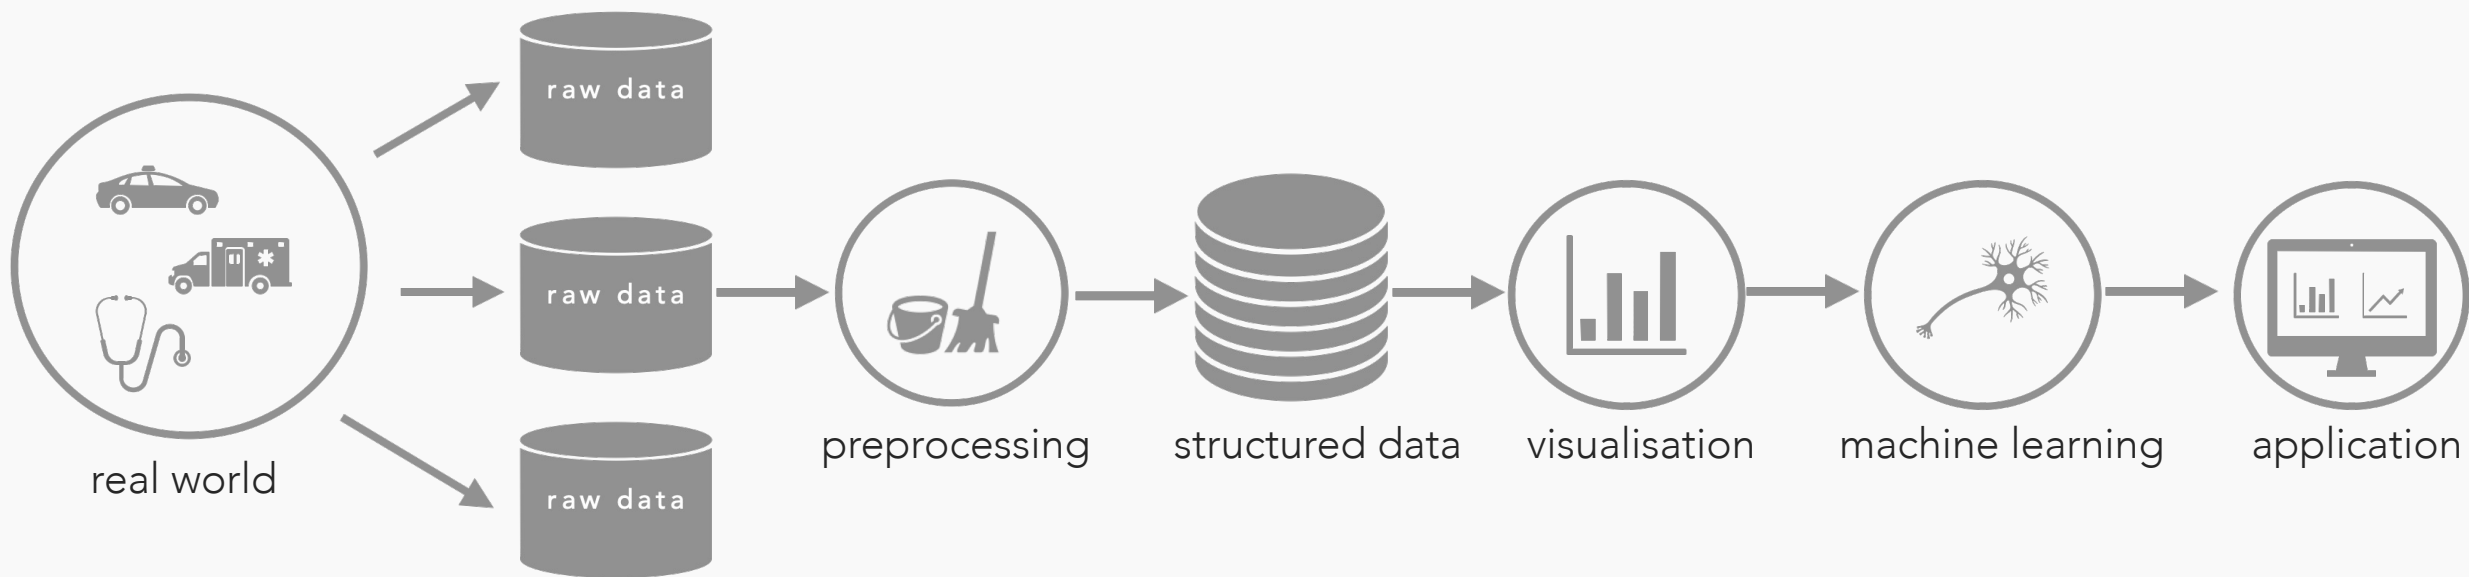 raw data
raw data
raw data
real world
preprocessing
structured data
visualisation
machine learning
application